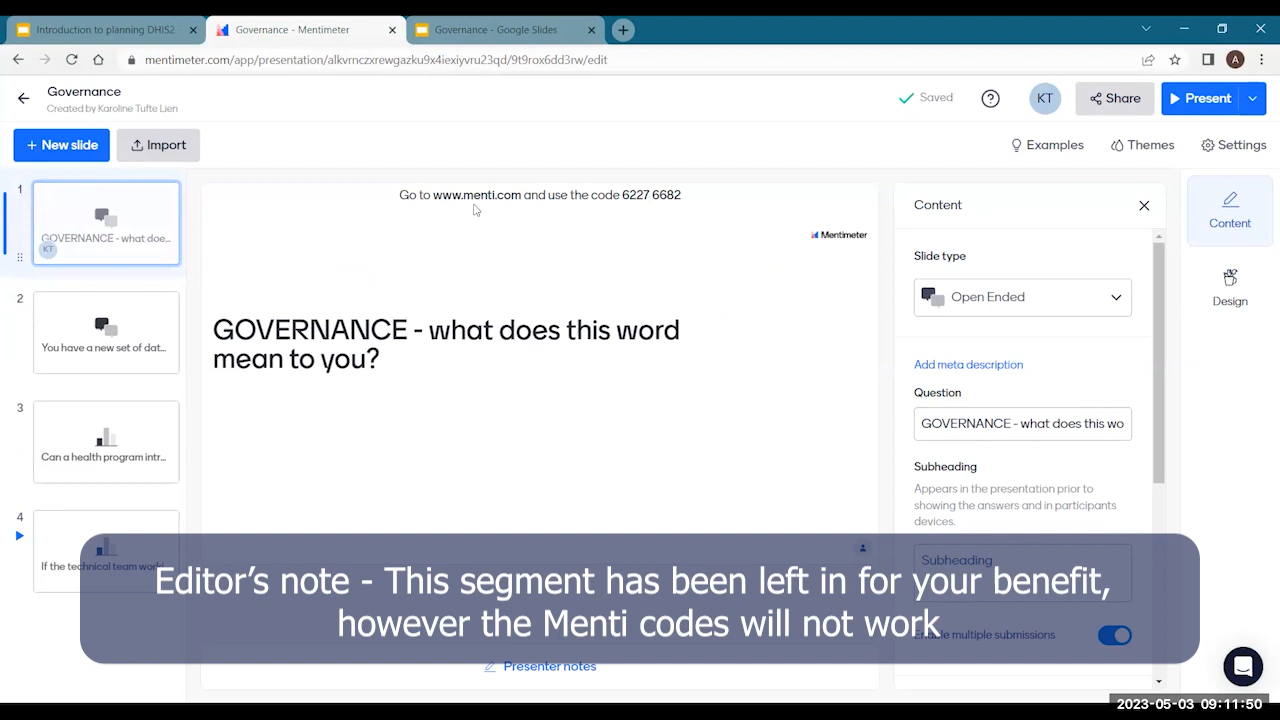 Introduction to planning DHIS2
Governance - Mentimeter
Governance - Google Slides
mentimeter.com/app/presentation/alkvrnczxrewgazku9x4iexiyvru23qd/9t9rox6dd3rw/edit
A
Governance
Created by Karoline Tufte Lien
Saved
KT
Share
Present
+ New slide
Import
Examples
Themes
Settings
1
GOVERNANCE - what doe...
KT
2
You have a new set of dat...
3
Can a health program intr...
4
If the technical team worki...
Go to www.menti.com and use the code 6227 6682
Mentimeter
GOVERNANCE - what does this word
mean to you?
Presenter notes
Content
Slide type
Open Ended
Add meta description
Question
GOVERNANCE - what does this wo
Subheading
Appears in the presentation prior to
showing the answers and in participants
devices.
Subheading
Enable multiple submissions
Content
Design
Editor's note - This segment has been left in for your benefit,
however the Menti codes will not work
2023-05-03 09:11:50